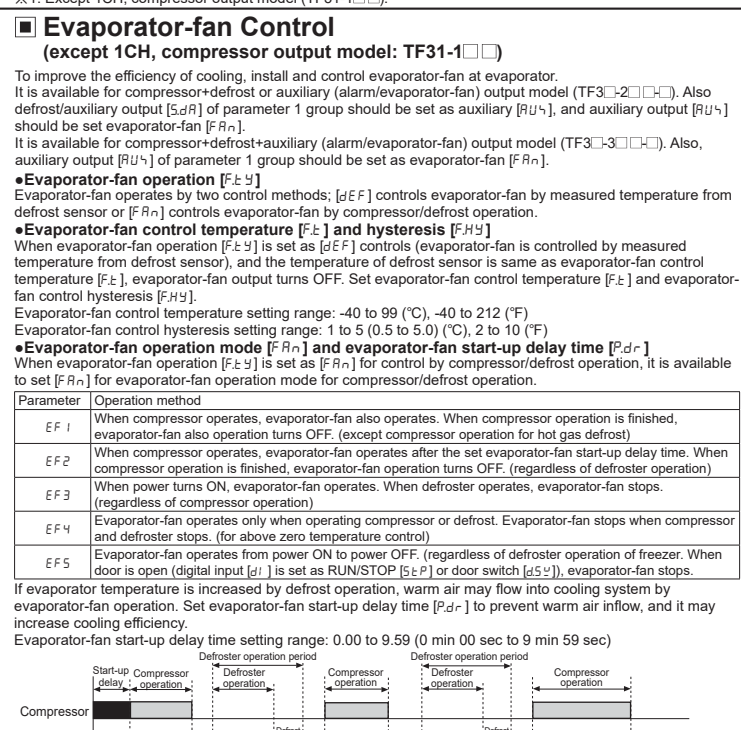 ■ Evaporator-fan Control
(except 1CH, compressor output model: TF31-1□□)
To improve the efficiency of cooling, install and control evaporator-fan at evaporator.
It is available for compressor+defrost or auxiliary (alarm/evaporator-fan) output model (TF3□-2□□-□). Also
defrost/auxiliary output [S.dA] of parameter 1 group should be set as auxiliary [AUX], and auxiliary output [AUX]
should be set evaporator-fan [FAn].
It is available for compressor+defrost+auxiliary (alarm/evaporator-fan) output model (TF3□-3□□-□). Also,
auxiliary output [AUX] of parameter 1 group should be set as evaporator-fan [FAn].
●Evaporator-fan operation [F.tY]
Evaporator-fan operates by two control methods; [dEF] controls evaporator-fan by measured temperature from
defrost sensor or [FAn] controls evaporator-fan by compressor/defrost operation.
●Evaporator-fan control temperature [F.t] and hysteresis [F.HY]
When evaporator-fan operation [F.tY] is set as [dEF] controls (evaporator-fan is controlled by measured
temperature from defrost sensor), and the temperature of defrost sensor is same as evaporator-fan control
temperature [F.t], evaporator-fan output turns OFF. Set evaporator-fan control temperature [F.t] and evaporator-
fan control hysteresis [F.HY].
Evaporator-fan control temperature setting range: -40 to 99 (℃), -40 to 212 (℉)
Evaporator-fan control hysteresis setting range: 1 to 5 (0.5 to 5.0) (℃), 2 to 10 (℉)
●Evaporator-fan operation mode [FAn] and evaporator-fan start-up delay time [P.dr]
When evaporator-fan operation [F.tY] is set as [FAn] for control by compressor/defrost operation, it is available
to set [FAn] for evaporator-fan operation mode for compressor/defrost operation.
Parameter Operation method
EF1 When compressor operates, evaporator-fan also operates. When compressor operation is finished,
evaporator-fan also operation turns OFF. (except compressor operation for hot gas defrost)
EF2 When compressor operates, evaporator-fan operates after the set evaporator-fan start-up delay time. When
compressor operation is finished, evaporator-fan operation turns OFF. (regardless of defroster operation)
EF3 When power turns ON, evaporator-fan operates. When defroster operates, evaporator-fan stops.
(regardless of compressor operation)
EF4 Evaporator-fan operates only when operating compressor or defrost. Evaporator-fan stops when compressor
and defroster stops. (for above zero temperature control)
EF5 Evaporator-fan operates from power ON to power OFF. (regardless of defroster operation of freezer. When
door is open (digital input [dI] is set as RUN/STOP [StP] or door switch [d.SW]), evaporator-fan stops.
If evaporator temperature is increased by defrost operation, warm air may flow into cooling system by
evaporator-fan operation. Set evaporator-fan start-up delay time [P.dr] to prevent warm air inflow, and it may
increase cooling efficiency.
Evaporator-fan start-up delay time setting range: 0.00 to 9.59 (0 min 00 sec to 9 min 59 sec)
Defroster operation period Defroster operation period
Start-up delay Compressor operation Defroster operation Compressor operation Defroster operation Compressor operation
Compressor